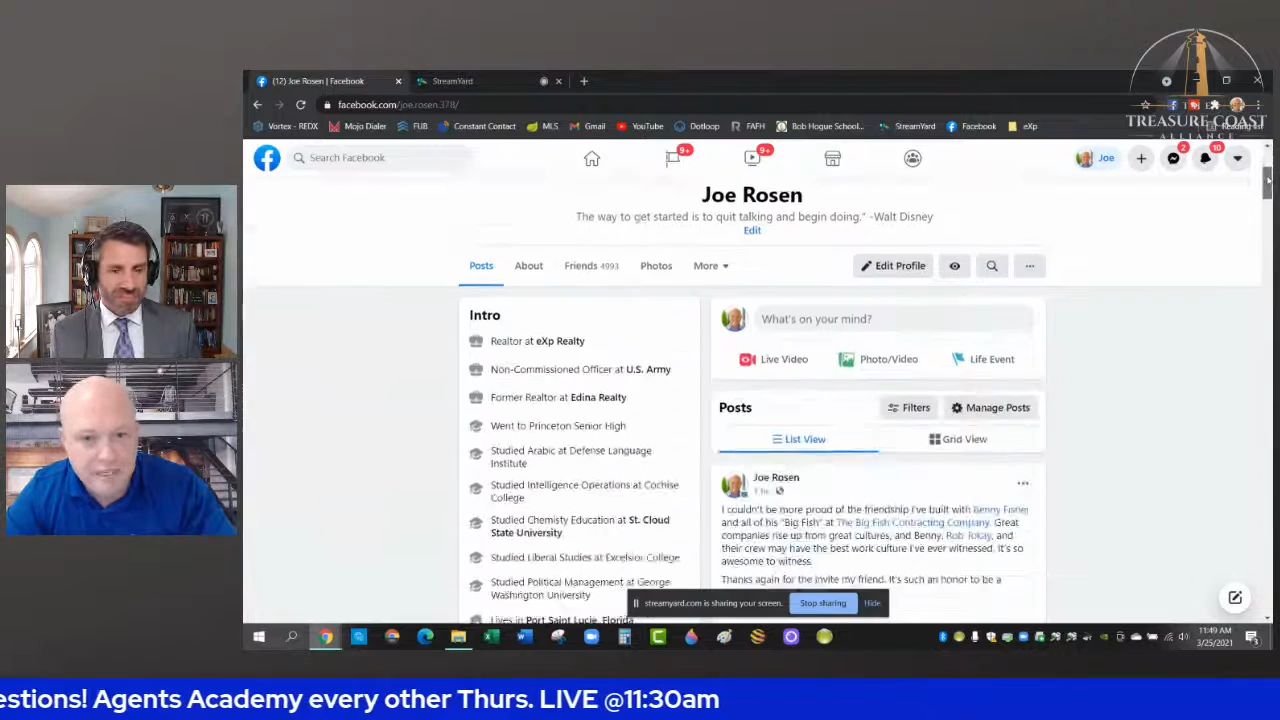 THE
TREASURE COAST
ALLIANCE
(12) Joe Rosen | Facebook
StreamYard
facebook.com/joe.rosen.378/
Vortex - REDX
Mojo Dialer
FUB
Constant Contact
MLS
Gmail
YouTube
Dotloop
FAFH
Bob Hogue School...
StreamYard
Facebook
eXp
Search Facebook
9+
9+
Joe
2
10
Joe Rosen
The way to get started is to quit talking and begin doing." -Walt Disney
Edit
Posts
About
Friends 4993
Photos
More
Edit Profile
Intro
Realtor at eXp Realty
Non-Commissioned Officer at U.S. Army
Former Realtor at Edina Realty
Went to Princeton Senior High
Studied Arabic at Defense Language
Institute
Studied Intelligence Operations at Cochise
College
Studied Chemisty Education at St. Cloud
State University
Studied Liberal Studies at Excelsior College
Studied Political Management at George
Washington University
Lives in Port Saint Lucie, Florida
What's on your mind?
Live Video
Photo/Video
Life Event
Posts
Filters
Manage Posts
List View
Grid View
Joe Rosen
I couldn't be more proud of the friendship I've built with Benny Fisher
and all of his "Big Fish" at The Big Fish Contracting Company. Great
companies rise up from great cultures, and Benny, Rob Tokay, and
their crew may have the best work culture I've ever witnessed. It's so
awesome to witness.
Thanks again for the invite my friend. It's such an honor to be a
streamyard.com is sharing your screen.
Stop sharing
Hide
11:49 AM
3/25/2021
estions! Agents Academy every other Thurs. LIVE @11:30am